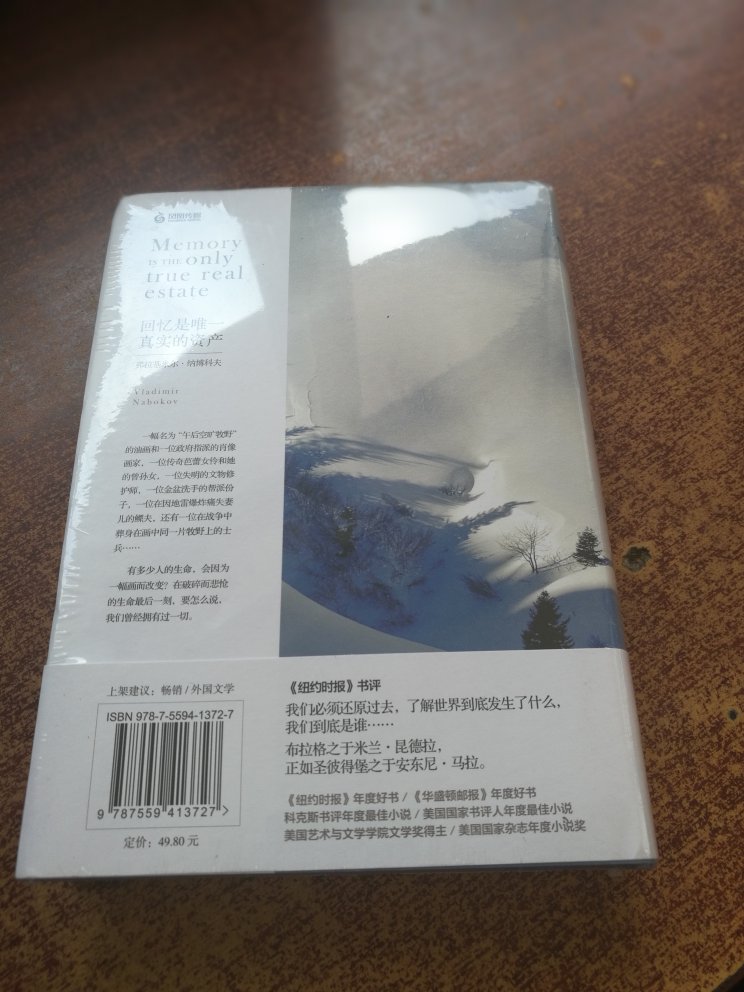 凤凰传媒
Memory
IS THE only
true real
estate
回忆是唯一
真实的资产
弗拉基米尔·纳博科夫
Vladimir
Nabokov
一幅名为“午后空旷牧野”
的油画和一位政府指派的肖像
画家,一位传奇芭蕾女伶和她
的曾孙女,一位失明的文物修
护师,一位金盆洗手的帮派份
子,一位在因地雷爆炸痛失妻
儿的鳏夫,还有一位在战争中
葬身在画中同一片牧野上的士
兵……
有多少人的生命,会因为
一幅画而改变?在破碎而悲怆
的生命最后一刻,要怎么说,
我们曾经拥有过一切。
上架建议:畅销/外国文学
ISBN 978-7-5594-1372-7
9 787559 413727 >
定价:49.80 元
《纽约时报》书评
我们必须还原过去,了解世界到底发生了什么,
我们到底是谁……
布拉格之于米兰·昆德拉,
正如圣彼得堡之于安东尼·马拉。
《纽约时报》年度好书 /《华盛顿邮报》年度好书
科克斯书评年度最佳小说 / 美国国家书评人年度最佳小说
美国艺术与文学学院文学奖得主 / 美国国家杂志年度小说奖